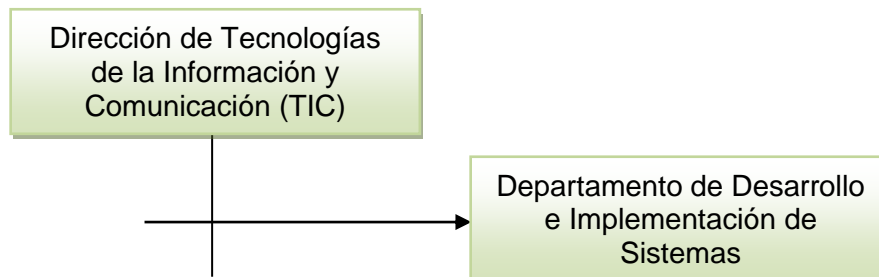 Dirección de Tecnologías
de la Información y
Comunicación (TIC)
Departamento de Desarrollo
e Implementación de
Sistemas